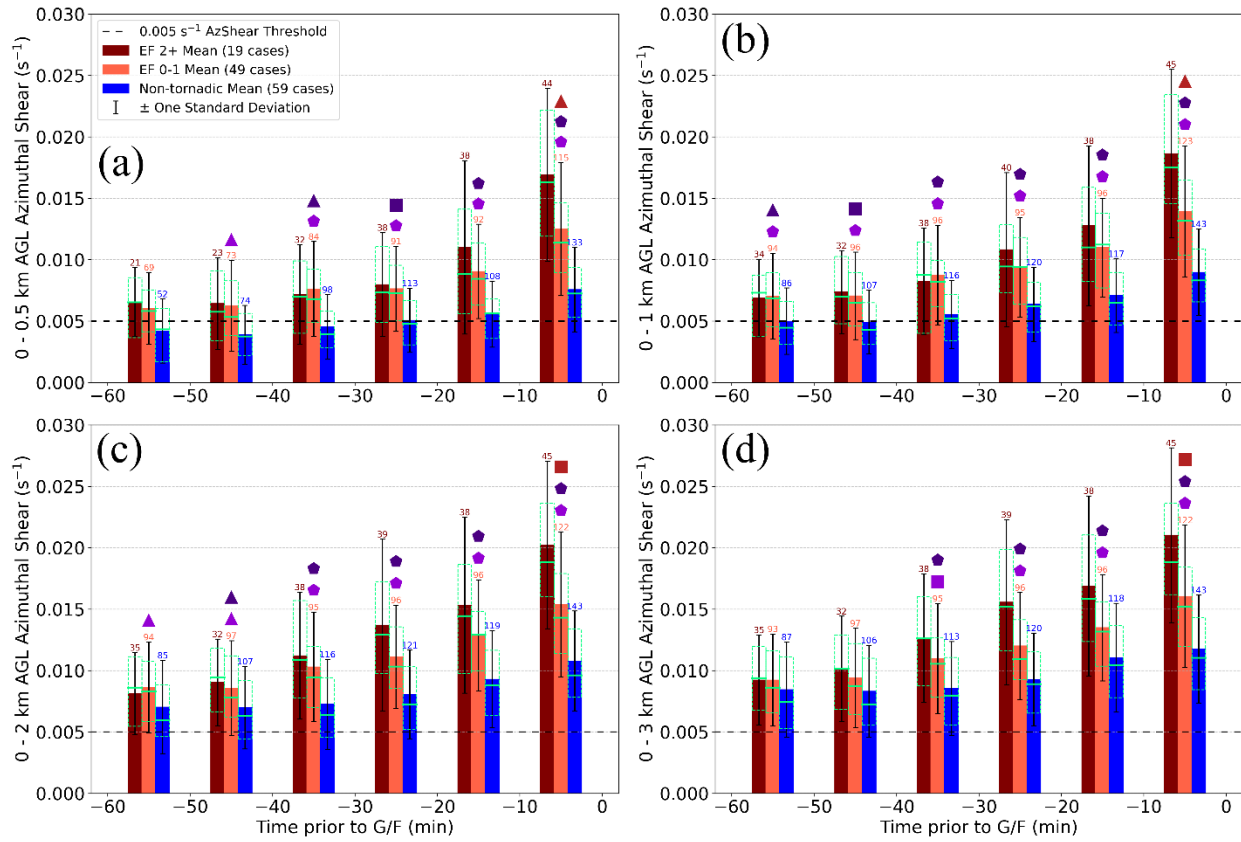 0.030
0.025
0.020
0.015
0.010
0.005
0.000
0 - 0.5 km AGL Azimuthal Shear (s⁻¹)
0.005 s⁻¹ AzShear Threshold
EF 2+ Mean (19 cases)
EF 0-1 Mean (49 cases)
Non-tornadic Mean (59 cases)
± One Standard Deviation
(a)
21 69 52
23 73 74
32 84 98
38 91 113
38 92 108
44 115 133
−60 −50 −40 −30 −20 −10 0
0.030
0.025
0.020
0.015
0.010
0.005
0.000
0 - 1 km AGL Azimuthal Shear (s⁻¹)
(b)
34 94 86
32 96 107
38 96 116
40 95 120
38 96 117
45 123 143
−60 −50 −40 −30 −20 −10 0
0.030
0.025
0.020
0.015
0.010
0.005
0.000
0 - 2 km AGL Azimuthal Shear (s⁻¹)
(c)
35 94 85
32 97 107
38 95 116
39 96 121
38 96 119
45 122 143
−60 −50 −40 −30 −20 −10 0
Time prior to G/F (min)
0.030
0.025
0.020
0.015
0.010
0.005
0.000
0 - 3 km AGL Azimuthal Shear (s⁻¹)
(d)
35 93 87
32 97 106
38 95 113
39 96 120
38 96 118
45 122 143
−60 −50 −40 −30 −20 −10 0
Time prior to G/F (min)